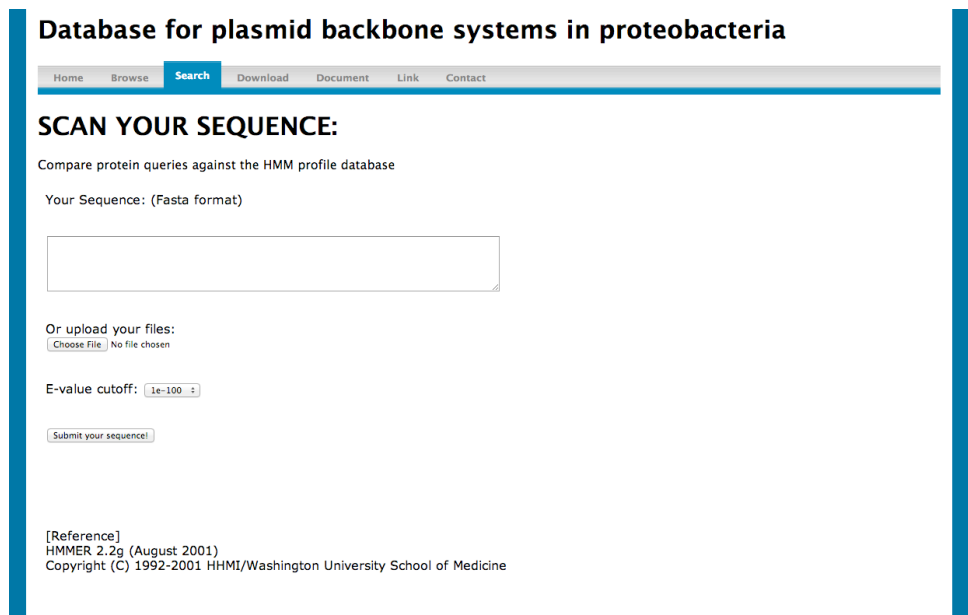 Database for plasmid backbone systems in proteobacteria
Home Browse Search Download Document Link Contact
SCAN YOUR SEQUENCE:
Compare protein queries against the HMM profile database
Your Sequence: (Fasta format)
Or upload your files:
Choose File No file chosen
E-value cutoff: 1e-100
Submit your sequence!
[Reference]
HMMER 2.2g (August 2001)
Copyright (C) 1992-2001 HHMI/Washington University School of Medicine